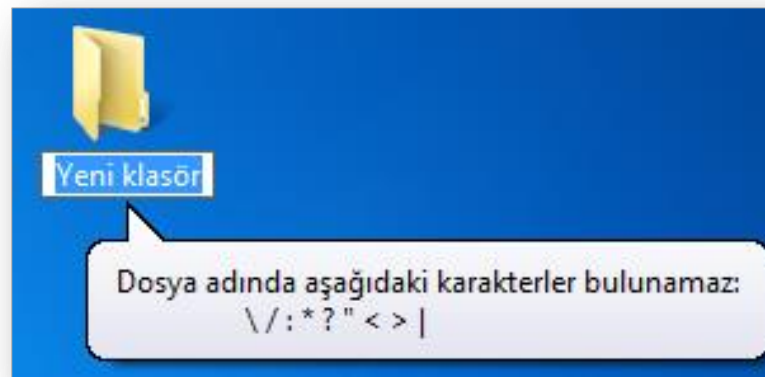 Yeni klasör
Dosya adında aşağıdaki karakterler bulunamaz:
\ / : * ? " < > |